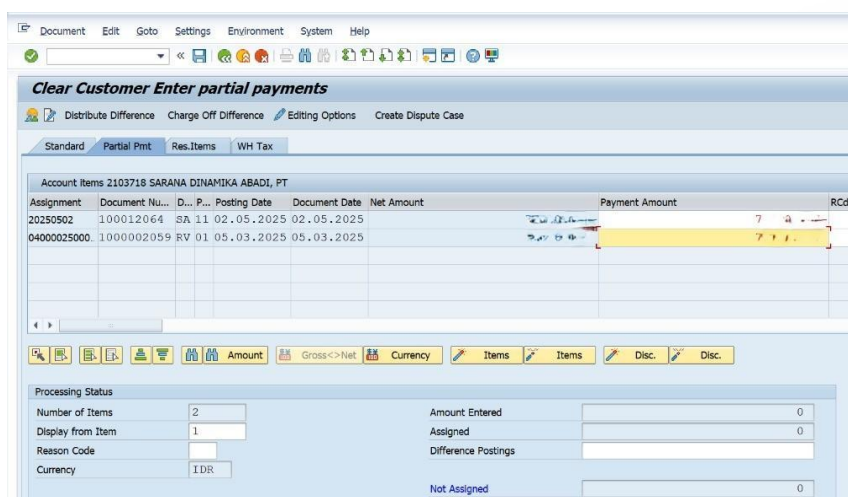 Document Edit Goto Settings Environment System Help
Clear Customer Enter partial payments
Distribute Difference Charge Off Difference Editing Options Create Dispute Case
Standard Partial Pmt Res.Items WH Tax
Account items 2103718 SARANA DINAMIKA ABADI, PT
Assignment Document Nu... D... P... Posting Date Document Date Net Amount Payment Amount RCd
20250502 100012064 SA 11 02.05.2025 02.05.2025
04000025000.. 1000002059 RV 01 05.03.2025 05.03.2025
Amount Gross<>Net Currency Items Items Disc. Disc.
Processing Status
Number of Items 2 Amount Entered 0
Display from Item 1 Assigned 0
Reason Code Difference Postings
Currency IDR
Not Assigned 0